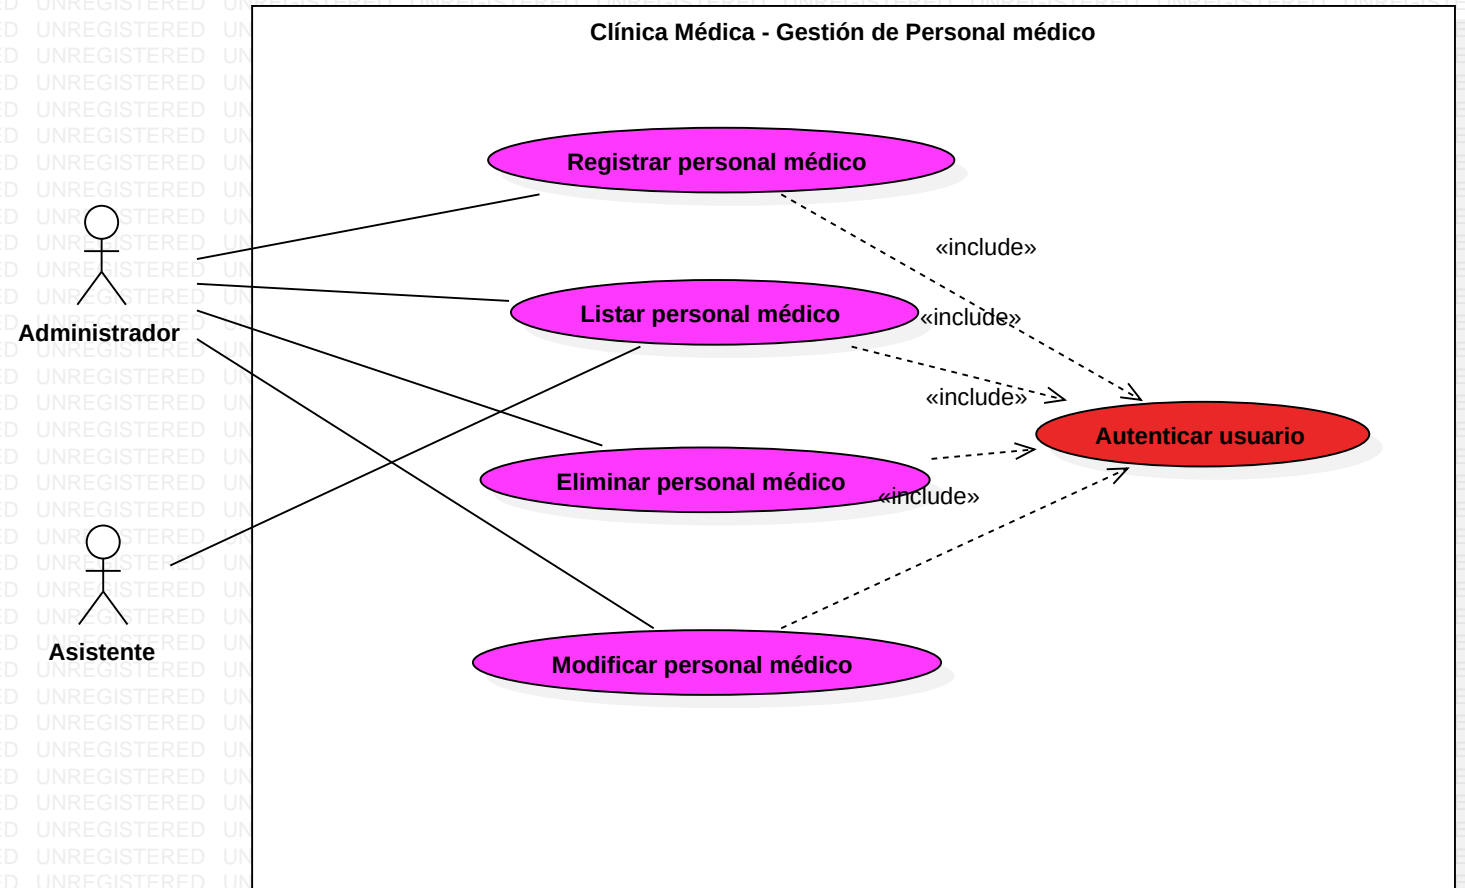 Clínica Médica - Gestión de Personal médico
Registrar personal médico
«include»
Listar personal médico
«include»
Administrador
«include»
Autenticar usuario
Eliminar personal médico
«include»
Asistente
Modificar personal médico
UNREGISTERED